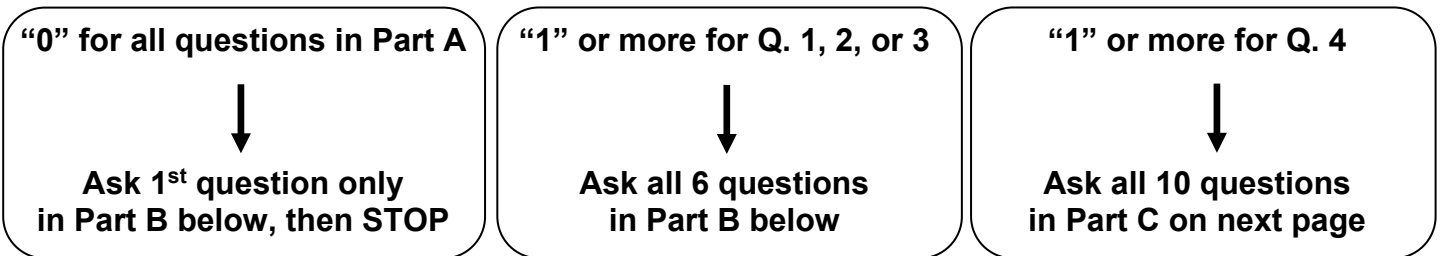 “0” for all questions in Part A
Ask 1st question only
in Part B below, then STOP
“1” or more for Q. 1, 2, or 3
Ask all 6 questions
in Part B below
“1” or more for Q. 4
Ask all 10 questions
in Part C on next page